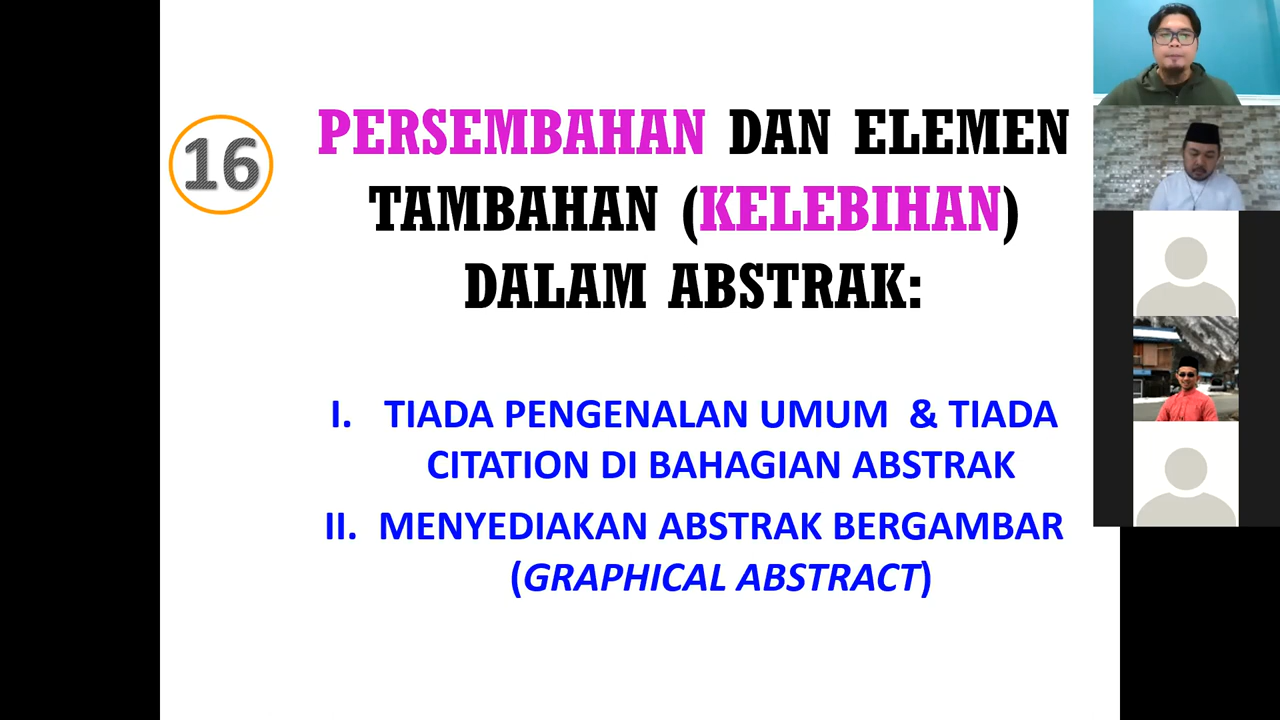 16
PERSEMBAHAN DAN ELEMEN
TAMBAHAN (KELEBIHAN)
DALAM ABSTRAK:
I. TIADA PENGENALAN UMUM & TIADA
CITATION DI BAHAGIAN ABSTRAK
II. MENYEDIAKAN ABSTRAK BERGAMBAR
(GRAPHICAL ABSTRACT)